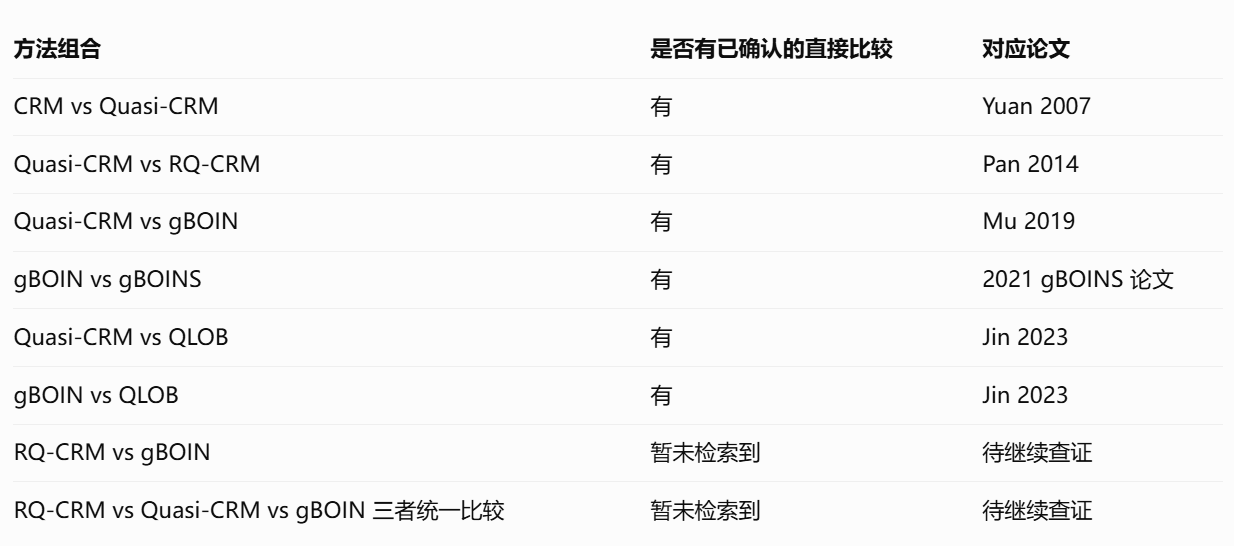 方法组合 是否有已确认的直接比较 对应论文
CRM vs Quasi-CRM 有 Yuan 2007
Quasi-CRM vs RQ-CRM 有 Pan 2014
Quasi-CRM vs gBOIN 有 Mu 2019
gBOIN vs gBOINS 有 2021 gBOINS 论文
Quasi-CRM vs QLOB 有 Jin 2023
gBOIN vs QLOB 有 Jin 2023
RQ-CRM vs gBOIN 暂未检索到 待继续查证
RQ-CRM vs Quasi-CRM vs gBOIN 三者统一比较 暂未检索到 待继续查证